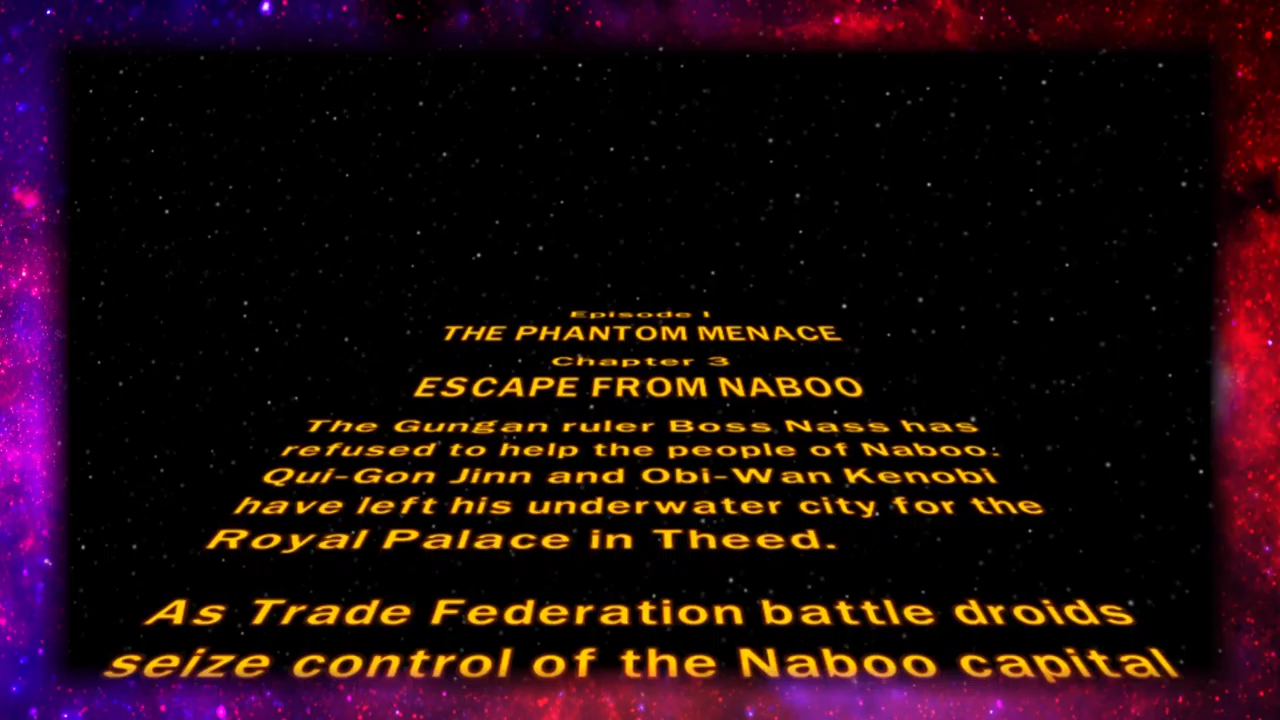 Episode I
THE PHANTOM MENACE
Chapter 3
ESCAPE FROM NABOO
The Gungan ruler Boss Nass has
refused to help the people of Naboo.
Qui-Gon Jinn and Obi-Wan Kenobi
have left his underwater city for the
Royal Palace in Theed.
As Trade Federation battle droids
seize control of the Naboo capital